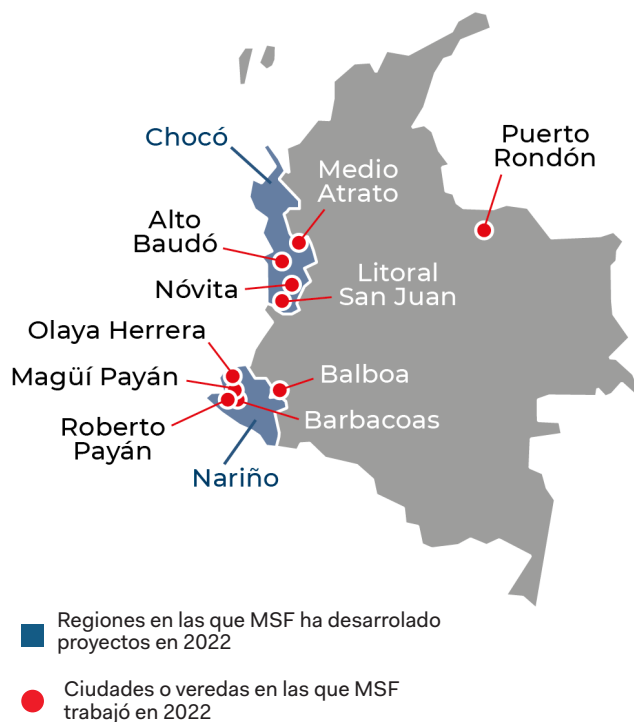 Chocó
Puerto
Rondón
Medio
Atrato
Alto
Baudó
Nóvita
Litoral
San Juan
Olaya Herrera
Magüí Payán
Balboa
Roberto
Payán
Barbacoas
Nariño
Regiones en las que MSF ha desarrolado
proyectos en 2022
Ciudades o veredas en las que MSF
trabajó en 2022